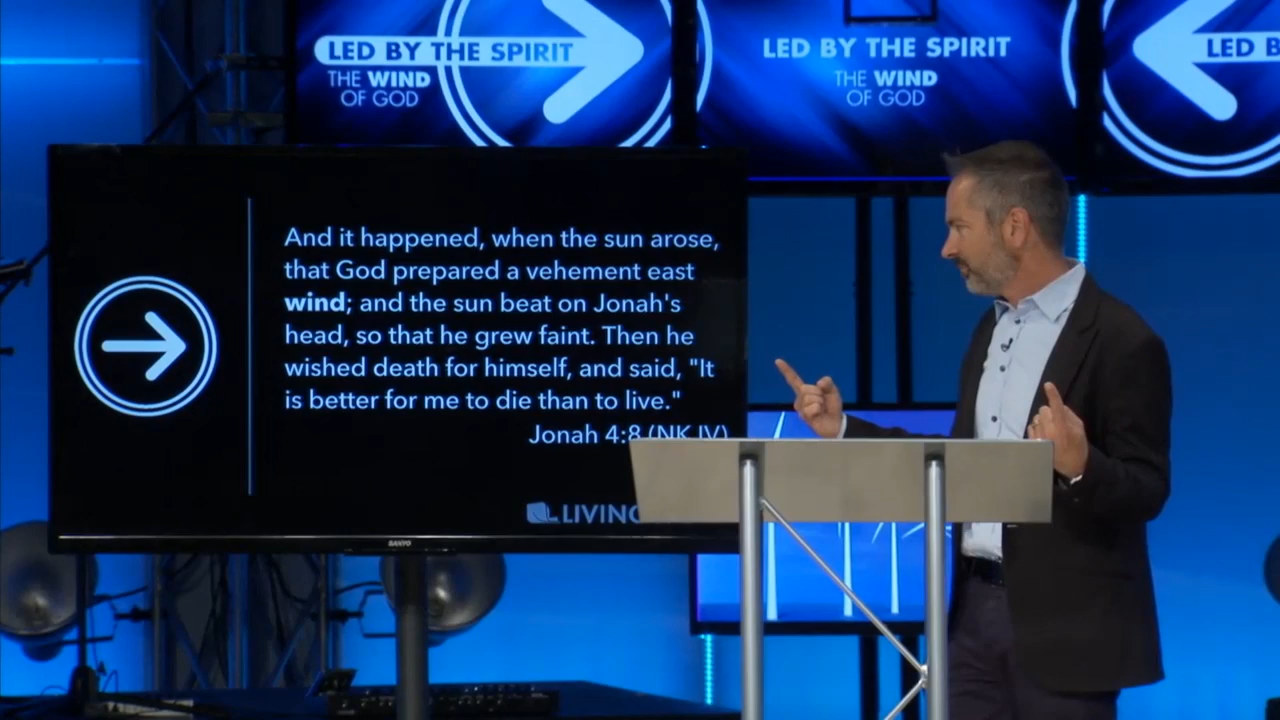 LED BY THE SPIRIT
THE WIND
OF GOD
LED BY THE SPIRIT
THE WIND
OF GOD
LED B
And it happened, when the sun arose,
that God prepared a vehement east
wind; and the sun beat on Jonah's
head, so that he grew faint. Then he
wished death for himself, and said, "It
is better for me to die than to live."
Jonah 4:8 (NKJV)
LIVING
SANYO